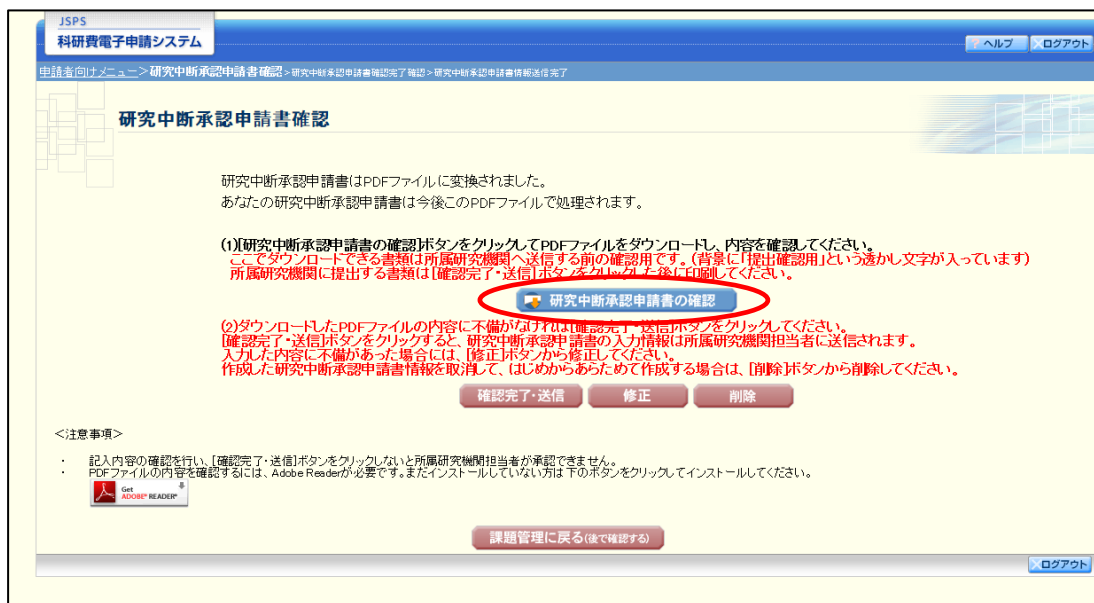 JSPS
科研費電子申請システム
ヘルプ
ログアウト
申請者向けメニュー>研究中断承認申請書確認>研究中断承認申請書確認完了確認>研究中断承認申請書情報送信完了
研究中断承認申請書確認
研究中断承認申請書はPDFファイルに変換されました。
あなたの研究中断承認申請書は今後このPDFファイルで処理されます。
(1)[研究中断承認申請書の確認]ボタンをクリックしてPDFファイルをダウンロードし、内容を確認してください。
ここでダウンロードできる書類は所属研究機関へ送信する前の確認用です。(背景に「提出確認用」という透かし文字が入っています)
所属研究機関に提出する書類は[確認完了・送信]ボタンをクリックした後に印刷してください。
研究中断承認申請書の確認
(2)ダウンロードしたPDFファイルの内容に不備がなければ[確認完了・送信]ボタンをクリックしてください。
[確認完了・送信]ボタンをクリックすると、研究中断承認申請書の入力情報は所属研究機関担当者に送信されます。
入力した内容に不備があった場合には、[修正]ボタンから修正してください。
作成した研究中断承認申請書情報を取消して、はじめからあらためて作成する場合は、[削除]ボタンから削除してください。
確認完了・送信
修正
削除
<注意事項>
・ 記入内容の確認を行い、[確認完了・送信]ボタンをクリックしないと所属研究機関担当者が承認できません。
・ PDFファイルの内容を確認するには、Adobe Readerが必要です。まだインストールしていない方は下のボタンをクリックしてインストールしてください。
Get
ADOBE® READER®
課題管理に戻る(後で確認する)
ログアウト